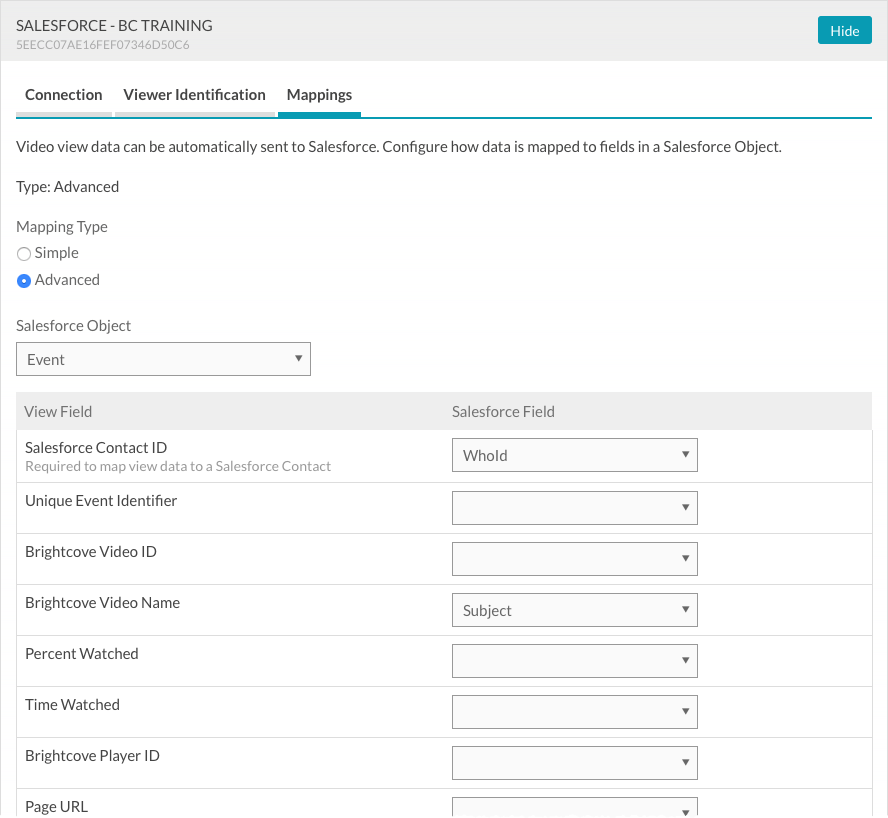 SALESFORCE - BC TRAINING
5EECC07AE16FEF07346D50C6
Hide
Connection Viewer Identification Mappings
Video view data can be automatically sent to Salesforce. Configure how data is mapped to fields in a Salesforce Object.
Type: Advanced
Mapping Type
Simple
Advanced
Salesforce Object
Event
View Field Salesforce Field
Salesforce Contact ID
Required to map view data to a Salesforce Contact
WhoId
Unique Event Identifier
Brightcove Video ID
Brightcove Video Name
Subject
Percent Watched
Time Watched
Brightcove Player ID
Page URL